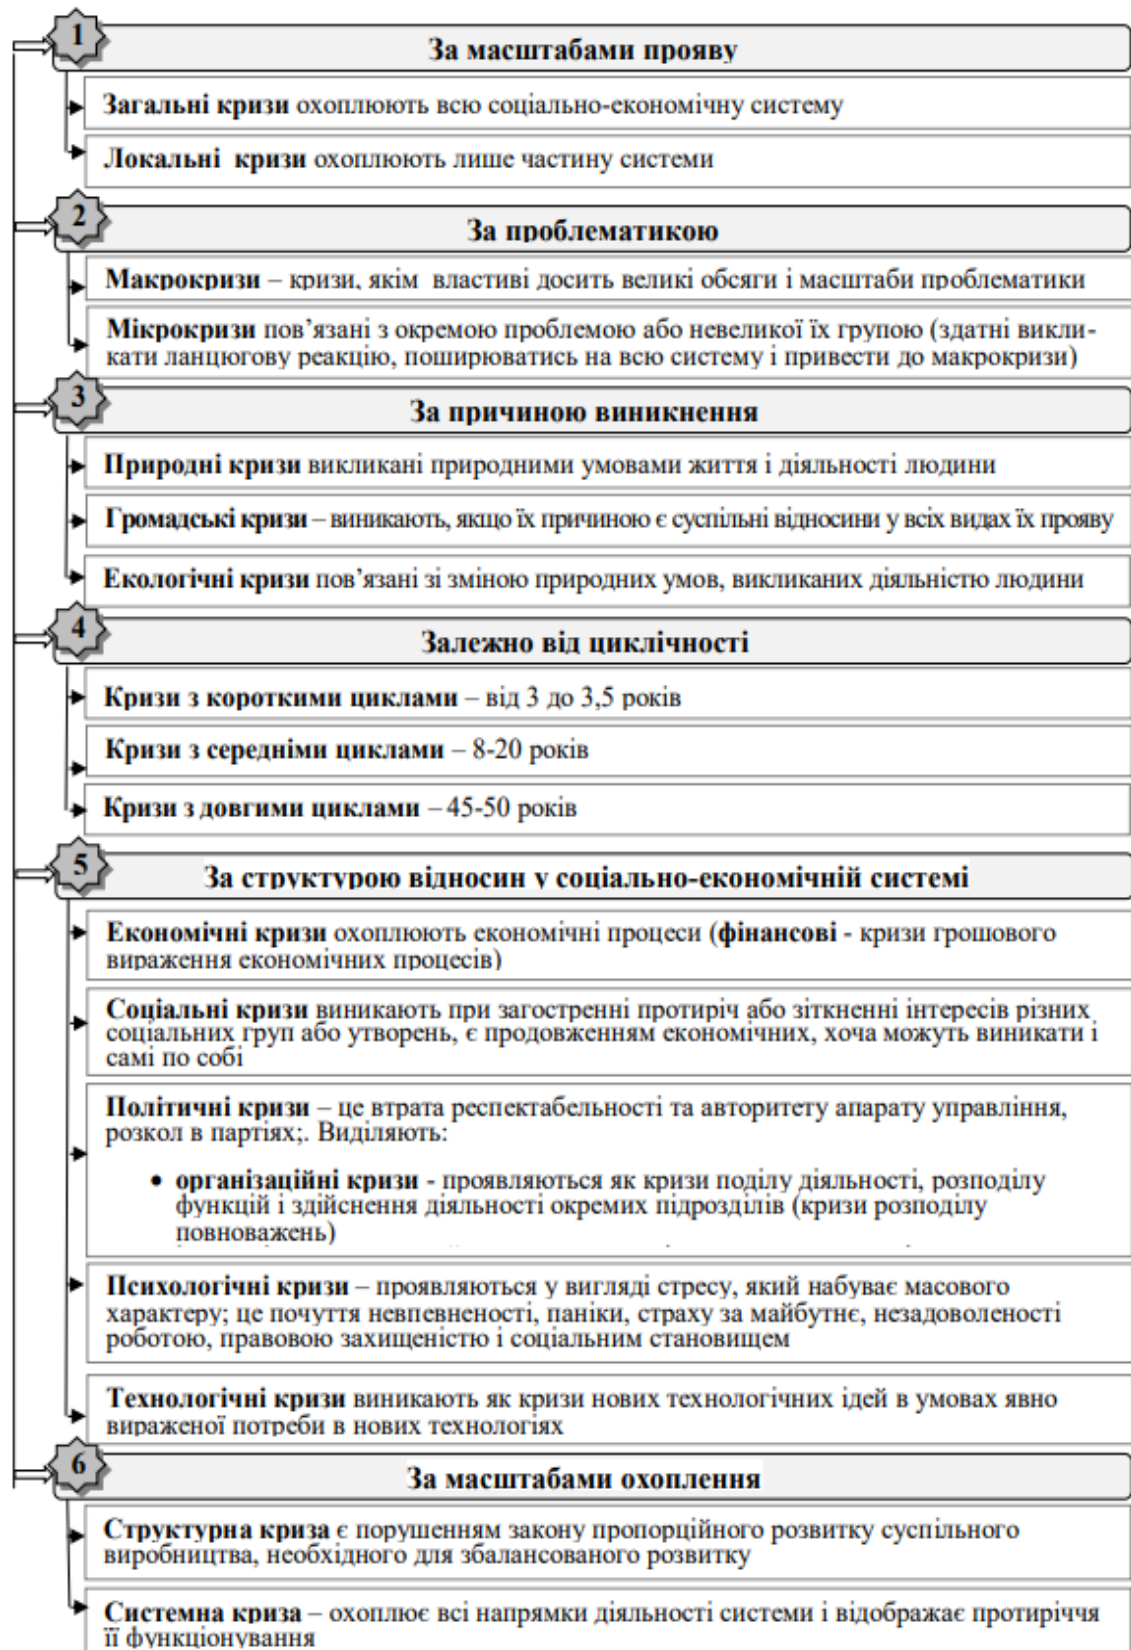 1
За масштабами прояву
Загальні кризи охоплюють всю соціально-економічну систему
Локальні кризи охоплюють лише частину системи
2
За проблематикою
Макрокризи – кризи, якім властиві досить великі обсяги і масштаби проблематики
Мікрокризи пов’язані з окремою проблемою або невеликої їх групою (здатні викли-
кати ланцюгову реакцію, поширюватись на всю систему і привести до макрокризи)
3
За причиною виникнення
Природні кризи викликані природними умовами життя і діяльності людини
Громадські кризи – виникають, якщо їх причиною є суспільні відносини у всіх видах їх прояву
Екологічні кризи пов’язані зі зміною природних умов, викликаних діяльністю людини
4
Залежно від циклічності
Кризи з короткими циклами – від 3 до 3,5 років
Кризи з середніми циклами – 8-20 років
Кризи з довгими циклами – 45-50 років
5
За структурою відносин у соціально-економічній системі
Економічні кризи охоплюють економічні процеси (фінансові - кризи грошового
вираження економічних процесів)
Соціальні кризи виникають при загостренні протиріч або зіткненні інтересів різних
соціальних груп або утворень, є продовженням економічних, хоча можуть виникати і
самі по собі
Політичні кризи – це втрата респектабельності та авторитету апарату управління,
розкол в партіях;. Виділяють:
• організаційні кризи - проявляються як кризи поділу діяльності, розподілу
функцій і здійснення діяльності окремих підрозділів (кризи розподілу
повноважень)
Психологічні кризи – проявляються у вигляді стресу, який набуває масового
характеру; це почуття невпевненості, паніки, страху за майбутнє, незадоволеності
роботою, правовою захищеністю і соціальним становищем
Технологічні кризи виникають як кризи нових технологічних ідей в умовах явно
вираженої потреби в нових технологіях
6
За масштабами охоплення
Структурна криза є порушенням закону пропорційного розвитку суспільного
виробництва, необхідного для збалансованого розвитку
Системна криза – охоплює всі напрямки діяльності системи і відображає протиріччя
її функціонування